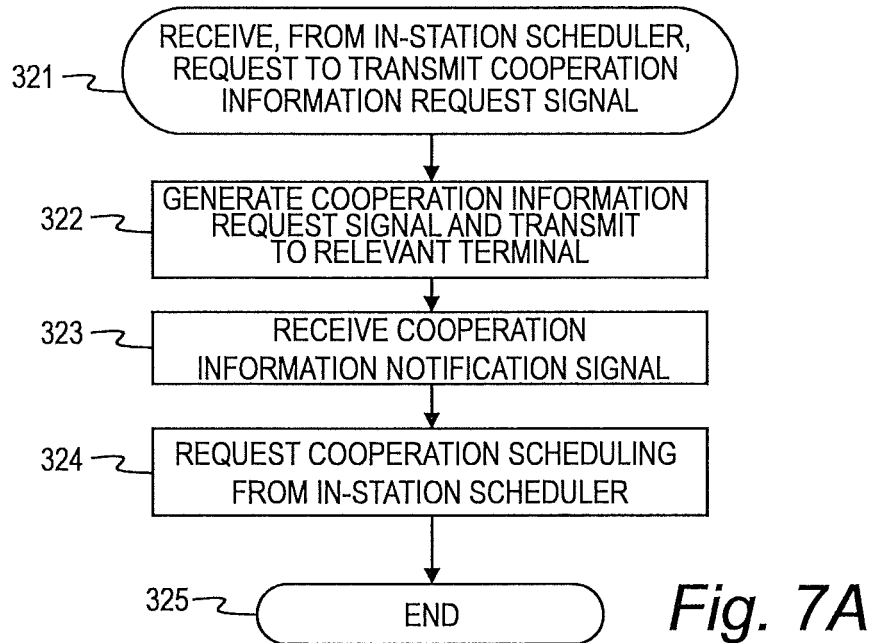 321
RECEIVE, FROM IN-STATION SCHEDULER,
REQUEST TO TRANSMIT COOPERATION
INFORMATION REQUEST SIGNAL
322
GENERATE COOPERATION INFORMATION
REQUEST SIGNAL AND TRANSMIT
TO RELEVANT TERMINAL
323
RECEIVE COOPERATION
INFORMATION NOTIFICATION SIGNAL
324
REQUEST COOPERATION SCHEDULING
FROM IN-STATION SCHEDULER
325
END
Fig. 7A